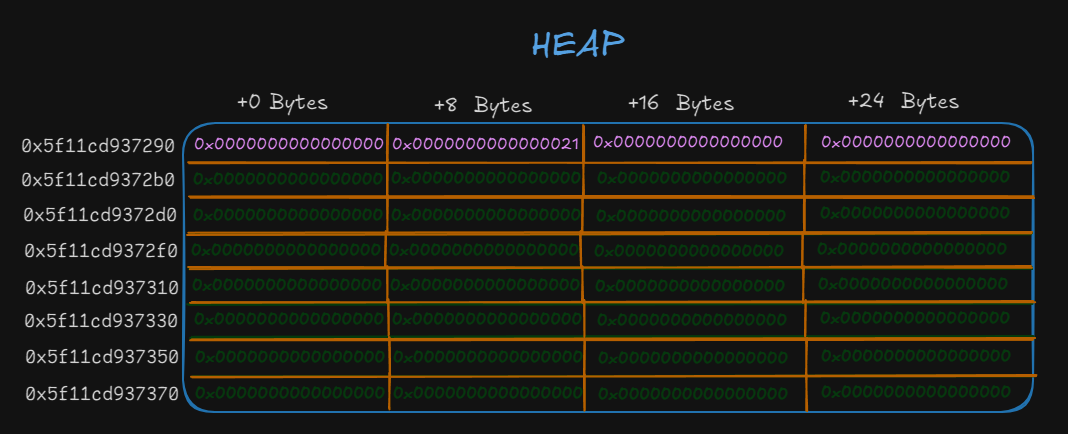 HEAP
+0 Bytes +8 Bytes +16 Bytes +24 Bytes
0x5f11cd937290 0x0000000000000000 0x0000000000000021 0x0000000000000000 0x0000000000000000
0x5f11cd9372b0 0x0000000000000000 0x0000000000000000 0x0000000000000000 0x0000000000000000
0x5f11cd9372d0 0x0000000000000000 0x0000000000000000 0x0000000000000000 0x0000000000000000
0x5f11cd9372f0 0x0000000000000000 0x0000000000000000 0x0000000000000000 0x0000000000000000
0x5f11cd937310 0x0000000000000000 0x0000000000000000 0x0000000000000000 0x0000000000000000
0x5f11cd937330 0x0000000000000000 0x0000000000000000 0x0000000000000000 0x0000000000000000
0x5f11cd937350 0x0000000000000000 0x0000000000000000 0x0000000000000000 0x0000000000000000
0x5f11cd937370 0x0000000000000000 0x0000000000000000 0x0000000000000000 0x0000000000000000